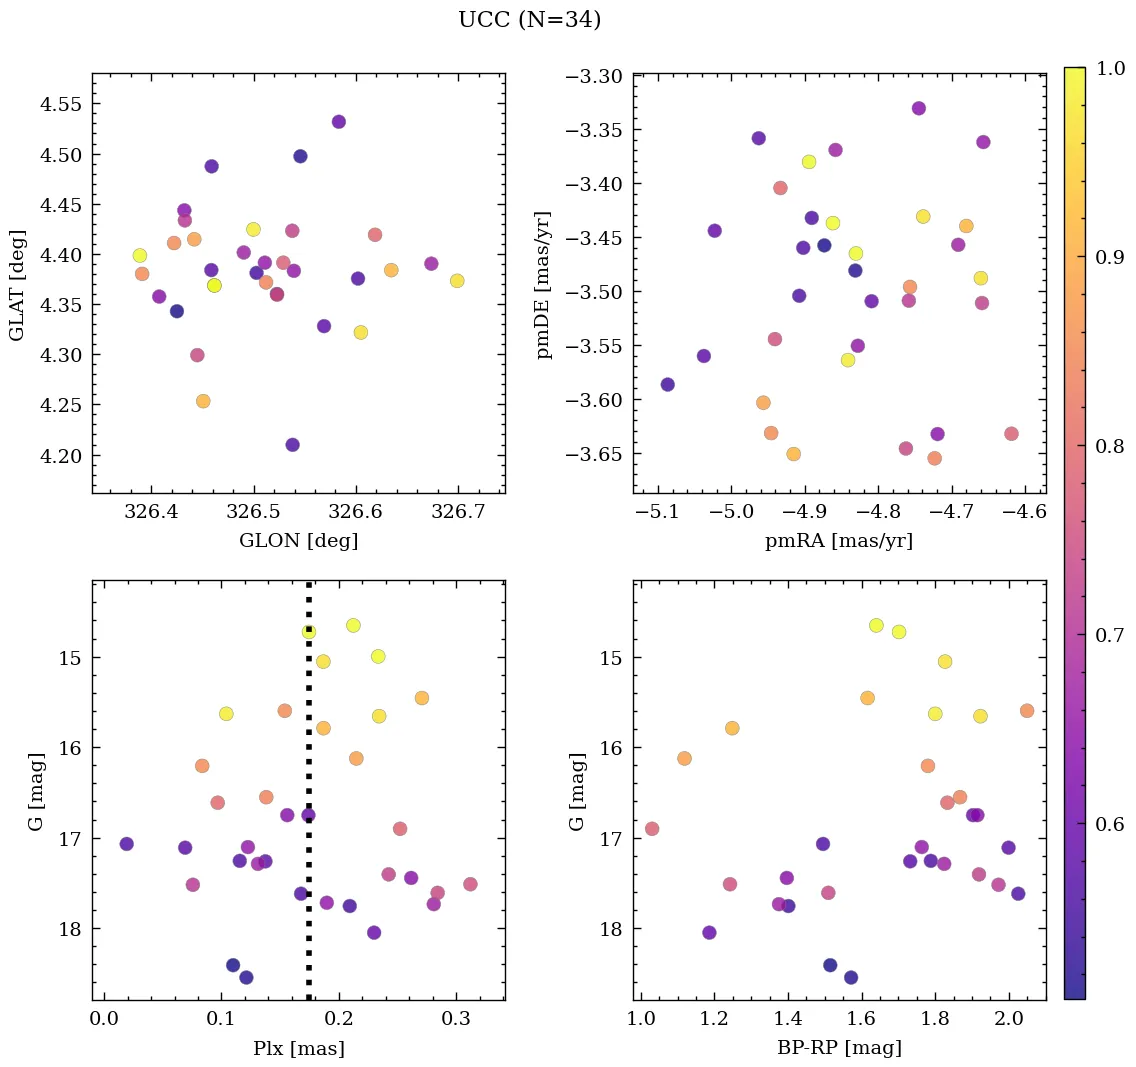 UCC (N=34)
4.55
4.50
4.45
4.40
4.35
4.30
4.25
4.20
GLAT [deg]
326.4 326.5 326.6 326.7
GLON [deg]
−3.30
−3.35
−3.40
−3.45
−3.50
−3.55
−3.60
−3.65
pmDE [mas/yr]
−5.1 −5.0 −4.9 −4.8 −4.7 −4.6
pmRA [mas/yr]
1.0
0.9
0.8
0.7
0.6
15
16
17
18
G [mag]
0.0 0.1 0.2 0.3
Plx [mas]
15
16
17
18
G [mag]
1.0 1.2 1.4 1.6 1.8 2.0
BP-RP [mag]